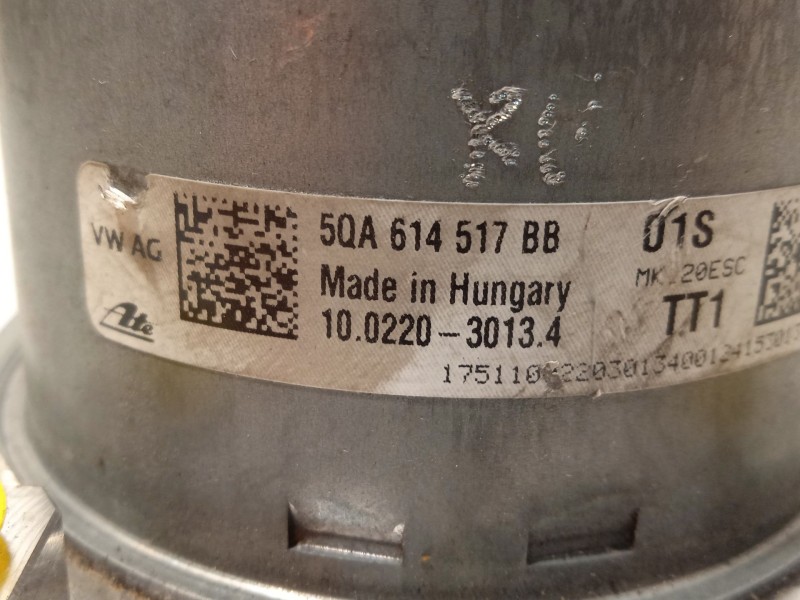 VW AG
Ate
5QA 614 517 BB
Made in Hungary
10.0220-3013.4
01S
MK 20ESC
TT1